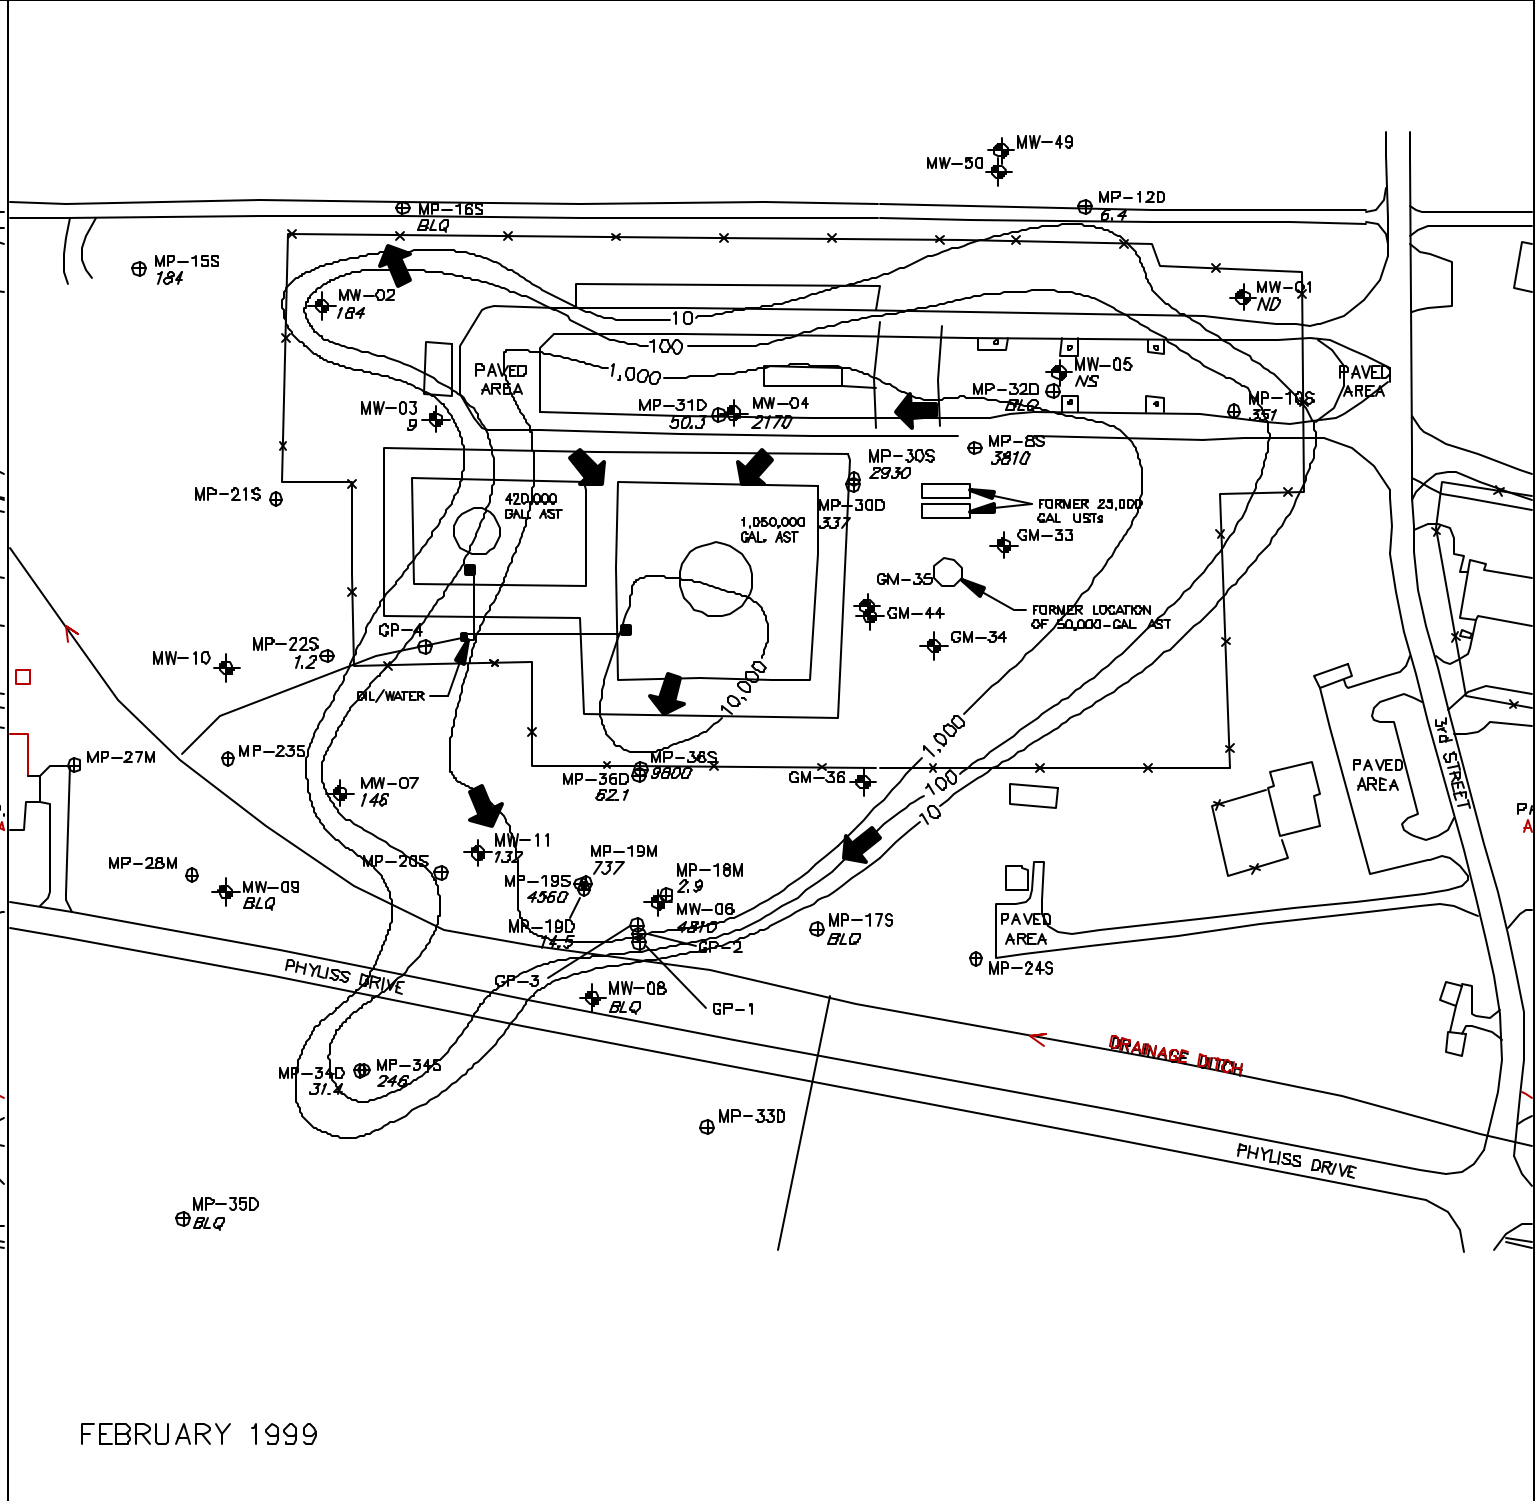 MW-49
MW-50
MP-12D
6.4
MP-16S
BLQ
MP-15S
184
MW-02
184
MW-01
ND
10
100
1,000
PAVED
AREA
MW-05
NS
PAVED
AREA
MP-32D
BLQ
MP-10S
.351
MW-03
9
MP-31D
50.3
MW-04
2170
MP-8S
3810
MP-30S
2930
MP-21S
420,000
GAL. AST
MP-30D
337
FORMER 25,000
GAL USTs
1,050,000
GAL. AST
GM-33
GM-35
GM-44
FORMER LOCATION
OF 50,000-GAL AST
GP-4
MP-22S
1.2
MW-10
GM-34
OIL/WATER
10,000
1,000
3rd STREET
MP-27M
MP-23S
MP-36S
9800
MP-36D
82.1
GM-36
100
10
PAVED
AREA
MW-07
146
MW-11
137
MP-19M
737
MP-28M
MP-20S
MP-18M
2.9
MP-19S
4560
MW-09
BLQ
MW-06
4810
MP-19D
14.5
MP-17S
BLQ
PAVED
AREA
GP-2
MP-24S
PHYLISS DRIVE
GP-3
MW-08
BLQ
GP-1
DRAINAGE DITCH
MP-34D
31.4
MP-34S
246
MP-33D
PHYLISS DRIVE
MP-35D
BLQ
FEBRUARY 1999